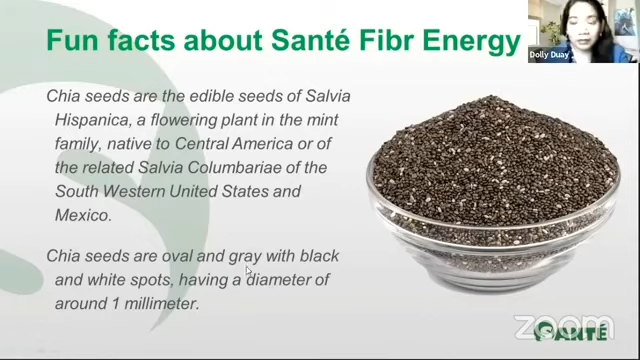 Fun facts about Santé Fibr Energy
Dolly Duay
Chia seeds are the edible seeds of Salvia
Hispanica, a flowering plant in the mint
family, native to Central America or of
the related Salvia Columbariae of the
South Western United States and
Mexico.
Chia seeds are oval and gray with black
and white spots, having a diameter of
around 1 millimeter.
zoom
SANTÉ